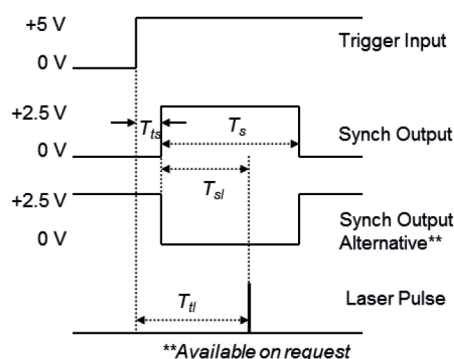 +5 V
Trigger Input
0 V
+2.5 V
Tts
Ts
Synch Output
0 V
Tsl
+2.5 V
Synch Output
Alternative**
0 V
Laser Pulse
Ttl
**Available on request